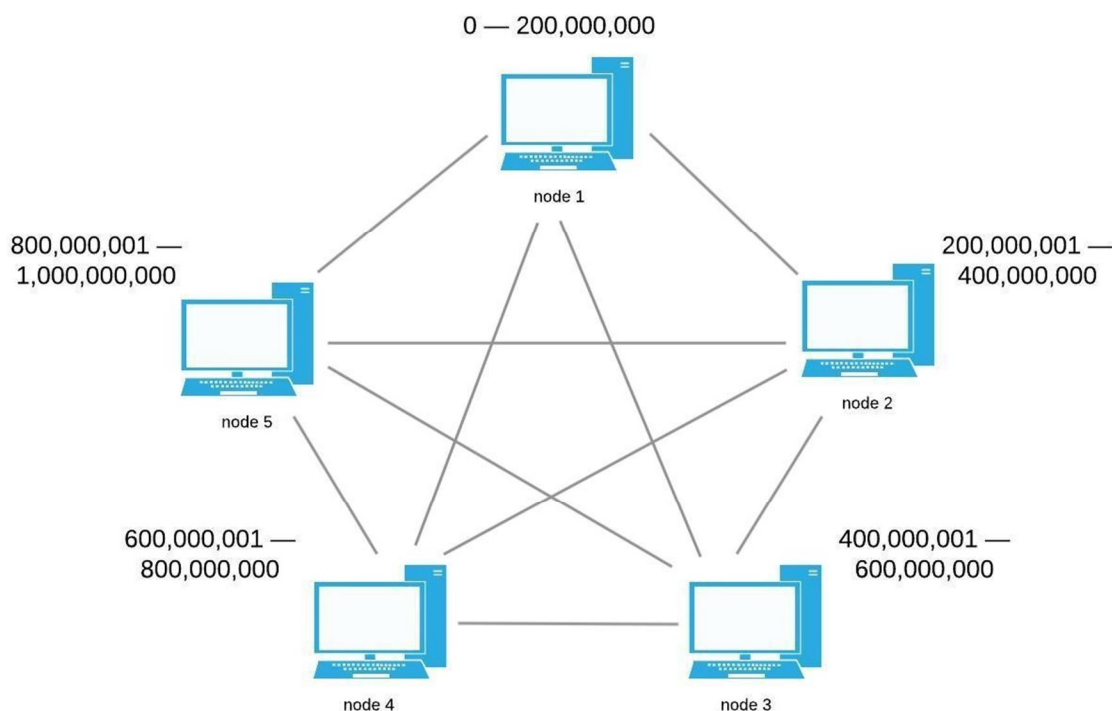 0 — 200,000,000
node 1
800,000,001 —
1,000,000,000
node 5
200,000,001 —
400,000,000
node 2
600,000,001 —
800,000,000
node 4
400,000,001 —
600,000,000
node 3